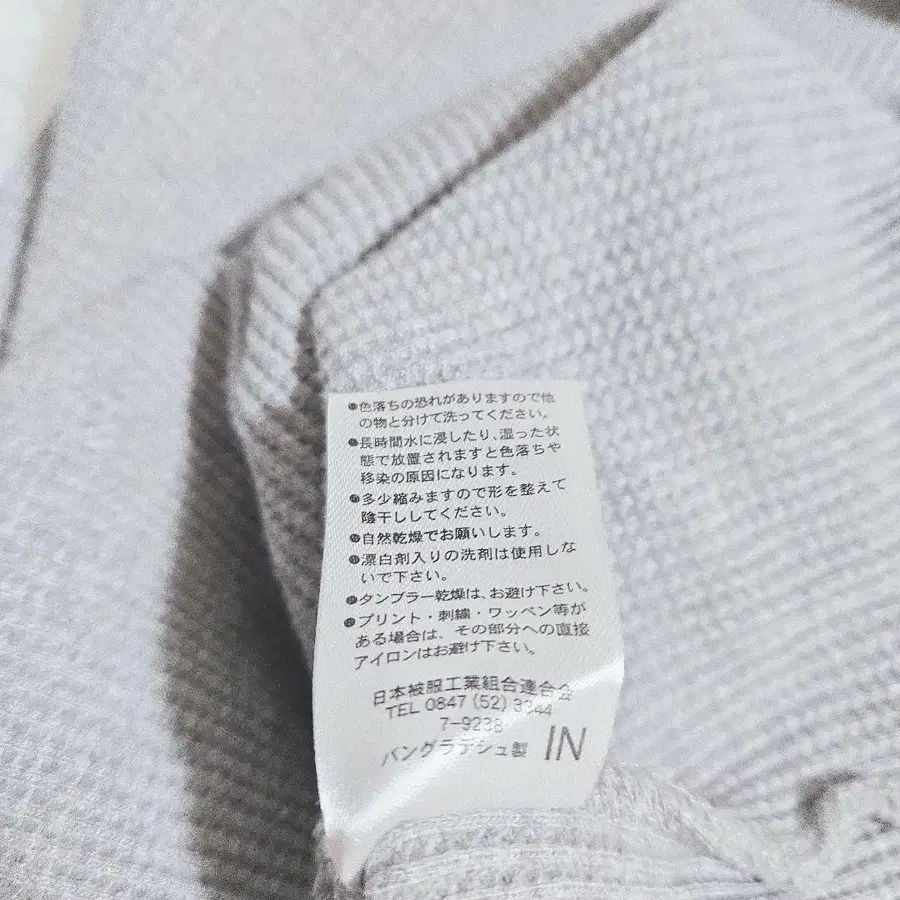 ●色落ちの恐れがありますので他
の物と分けて洗ってください。
●長時間水に浸したり、湿った状
態で放置されますと色落ちや
移染の原因になります。
●多少縮みますので形を整えて
陰干ししてください。
●自然乾燥でお願いします。
●漂白剤入りの洗剤は使用しな
いで下さい。
●タンブラー乾燥は、お避け下さい。
●プリント・刺繍・ワッペン等が
ある場合は、その部分への直接
アイロンはお避け下さい。
日本被服工業組合連合会
TEL 0847 (52) 3344
7-9238
バングラデシュ製 IN